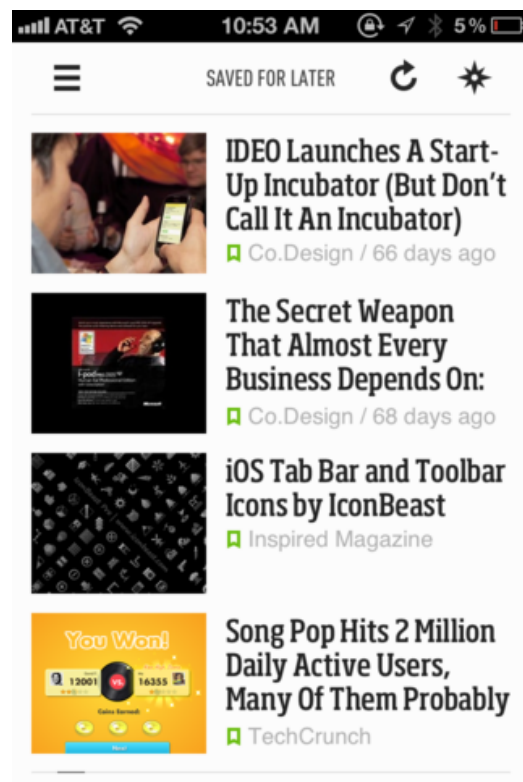 AT&T 10:53 AM 5%
SAVED FOR LATER
IDEO Launches A Start-
Up Incubator (But Don't
Call It An Incubator)
Co.Design / 66 days ago
The Secret Weapon
That Almost Every
Business Depends On:
Co.Design / 68 days ago
iOS Tab Bar and Toolbar
Icons by IconBeast
Inspired Magazine
You Won!
12001 VS. 16355
Coins Earned:
Next
Song Pop Hits 2 Million
Daily Active Users,
Many Of Them Probably
TechCrunch